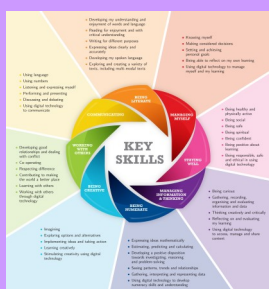 • Developing my understanding and
enjoyment of words and language
• Reading for enjoyment and with
critical understanding
• Writing for different purposes
• Expressing ideas clearly and
accurately
• Developing my spoken language
• Exploring and creating a variety of
texts, including multi-modal texts
• Knowing myself
• Making considered decisions
• Setting and achieving
personal goals
• Being able to reflect on my own learning
• Using digital technology to manage
myself and my learning
• Using language
• Using numbers
• Listening and expressing myself
• Performing and presenting
• Discussing and debating
• Using digital technology
to communicate
• Being healthy and
physically active
• Being social
• Being safe
• Being spiritual
• Being confident
• Being positive about
learning
• Being responsible, safe
and ethical in using
digital technology
BEING
LITERATE
MANAGING
MYSELF
COMMUNICATING
STAYING
WELL
KEY
SKILLS
WORKING
WITH
OTHERS
MANAGING
INFORMATION
& THINKING
BEING
CREATIVE
BEING
NUMERATE
• Developing good
relationships and dealing
with conflict
• Co-operating
• Respecting difference
• Contributing to making
the world a better place
• Learning with others
• Working with others
through digital
technology
• Being curious
• Gathering, recording,
organising and evaluating
information and data
• Thinking creatively and critically
• Reflecting on and evaluating
my learning
• Using digital technology
to access, manage and share
content
• Imagining
• Exploring options and alternatives
• Implementing ideas and taking action
• Learning creatively
• Stimulating creativity using digital
technology
• Expressing ideas mathematically
• Estimating, predicting and calculating
• Developing a positive disposition
towards investigating, reasoning
and problem-solving
• Seeing patterns, trends and relationships
• Gathering, interpreting and representing data
• Using digital technology to develop
numeracy skills and understanding